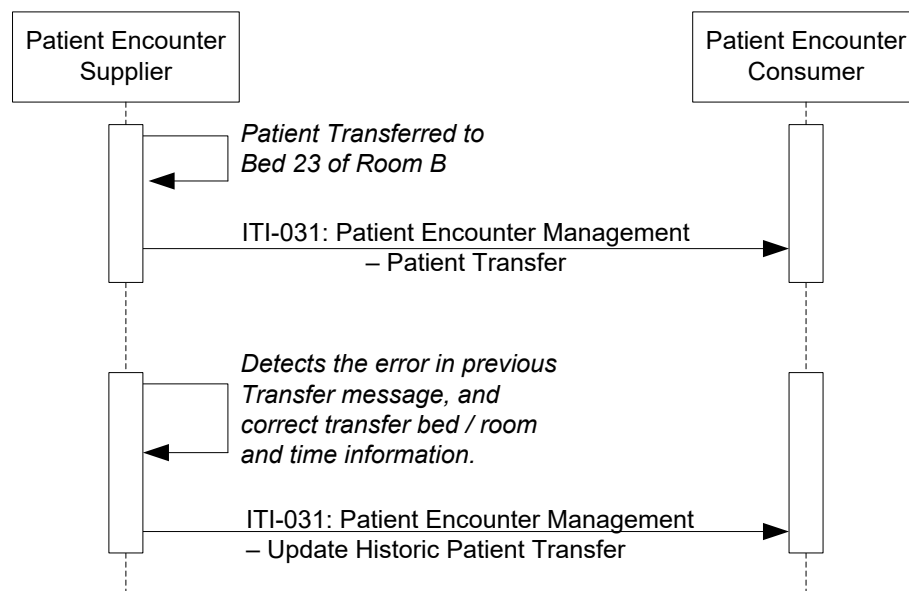 Patient Encounter
Supplier
Patient Encounter
Consumer
Patient Transferred to
Bed 23 of Room B
ITI-031: Patient Encounter Management
– Patient Transfer
Detects the error in previous
Transfer message, and
correct transfer bed / room
and time information.
ITI-031: Patient Encounter Management
– Update Historic Patient Transfer